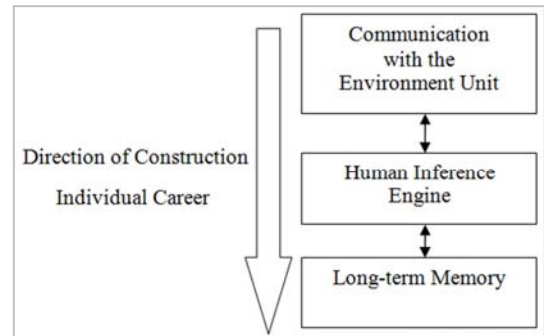 Communication
with the
Environment Unit
Direction of Construction
Individual Career
Human Inference
Engine
Long-term Memory